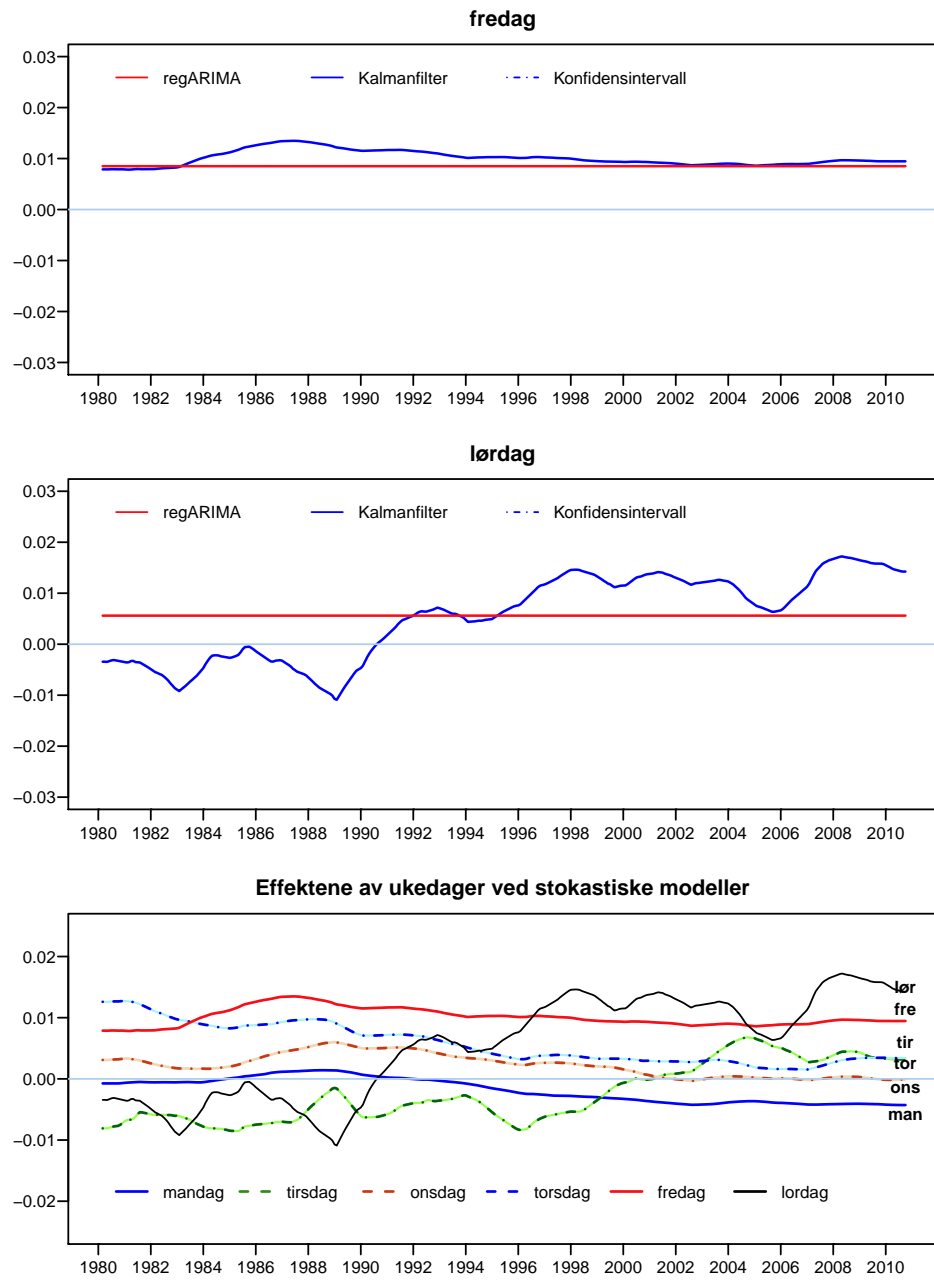 fredag
regARIMA Kalmanfilter Konfidensintervall
0.03
0.02
0.01
0.00
−0.01
−0.02
−0.03
1980 1982 1984 1986 1988 1990 1992 1994 1996 1998 2000 2002 2004 2006 2008 2010
lørdag
regARIMA Kalmanfilter Konfidensintervall
0.03
0.02
0.01
0.00
−0.01
−0.02
−0.03
1980 1982 1984 1986 1988 1990 1992 1994 1996 1998 2000 2002 2004 2006 2008 2010
Effektene av ukedager ved stokastiske modeller
0.02
0.01
0.00
−0.01
−0.02
lør
fre
tir
tor
ons
man
mandag tirsdag onsdag torsdag fredag lordag
1980 1982 1984 1986 1988 1990 1992 1994 1996 1998 2000 2002 2004 2006 2008 2010